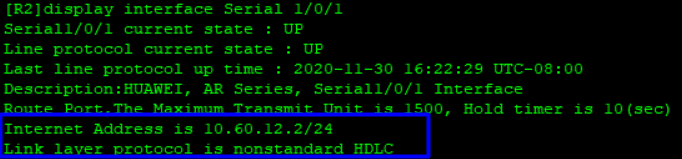 [R2]display interface Serial 1/0/1
Serial1/0/1 current state : UP
Line protocol current state : UP
Last line protocol up time : 2020-11-30 16:22:29 UTC-08:00
Description:HUAWEI, AR Series, Serial1/0/1 Interface
Route Port,The Maximum Transmit Unit is 1500, Hold timer is 10(sec)
Internet Address is 10.60.12.2/24
Link layer protocol is nonstandard HDLC